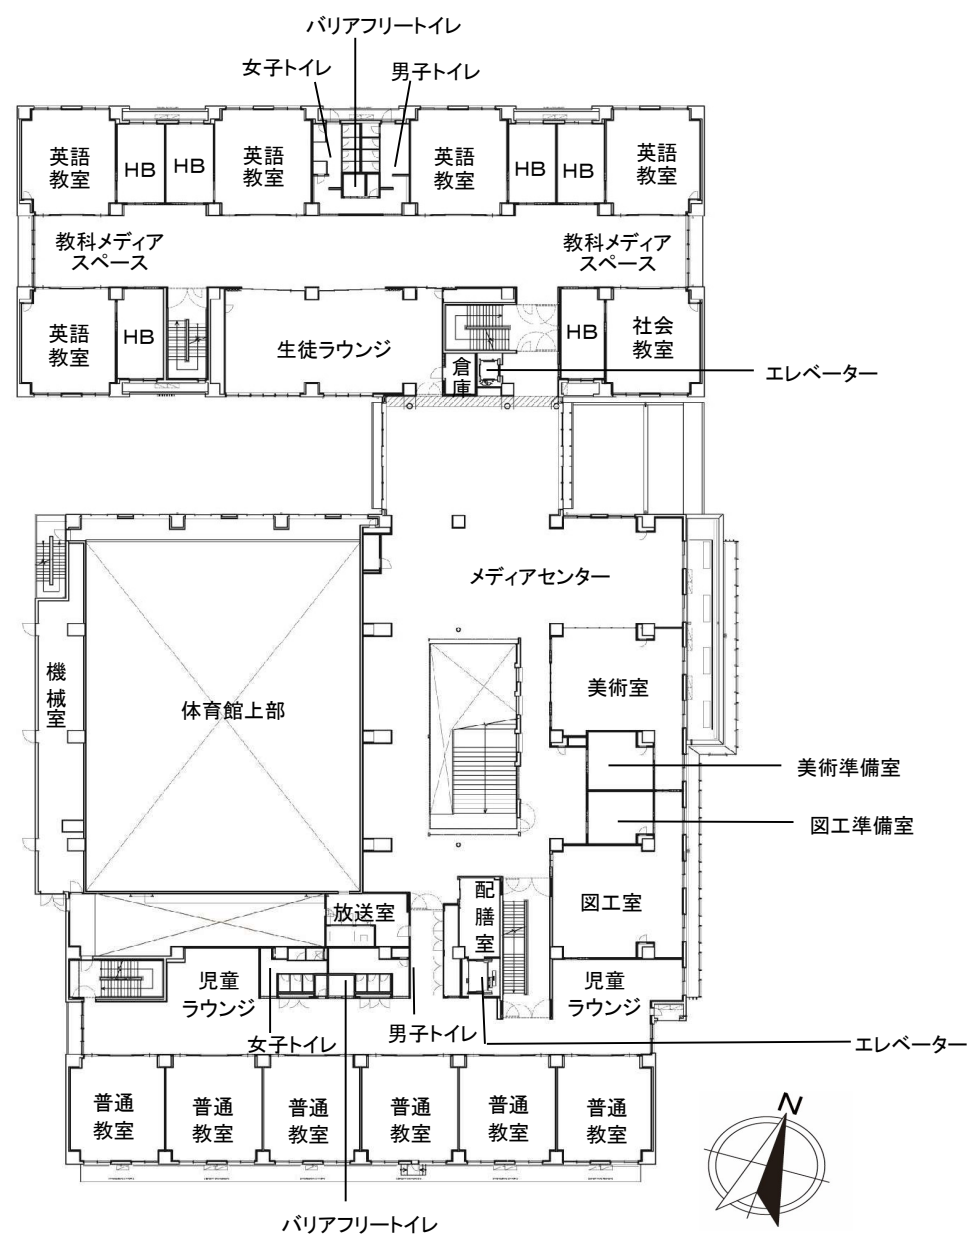 バリアフリートイレ
女子トイレ
男子トイレ
英語
教室
HB
HB
英語
教室
英語
教室
HB
HB
英語
教室
教科メディア
スペース
教科メディア
スペース
英語
教室
HB
生徒ラウンジ
倉庫
HB
社会
教室
エレベーター
メディアセンター
機械室
体育館上部
美術室
美術準備室
図工準備室
放送室
配膳室
図工室
児童
ラウンジ
児童
ラウンジ
女子トイレ
男子トイレ
エレベーター
普通
教室
普通
教室
普通
教室
普通
教室
普通
教室
普通
教室
N
バリアフリートイレ